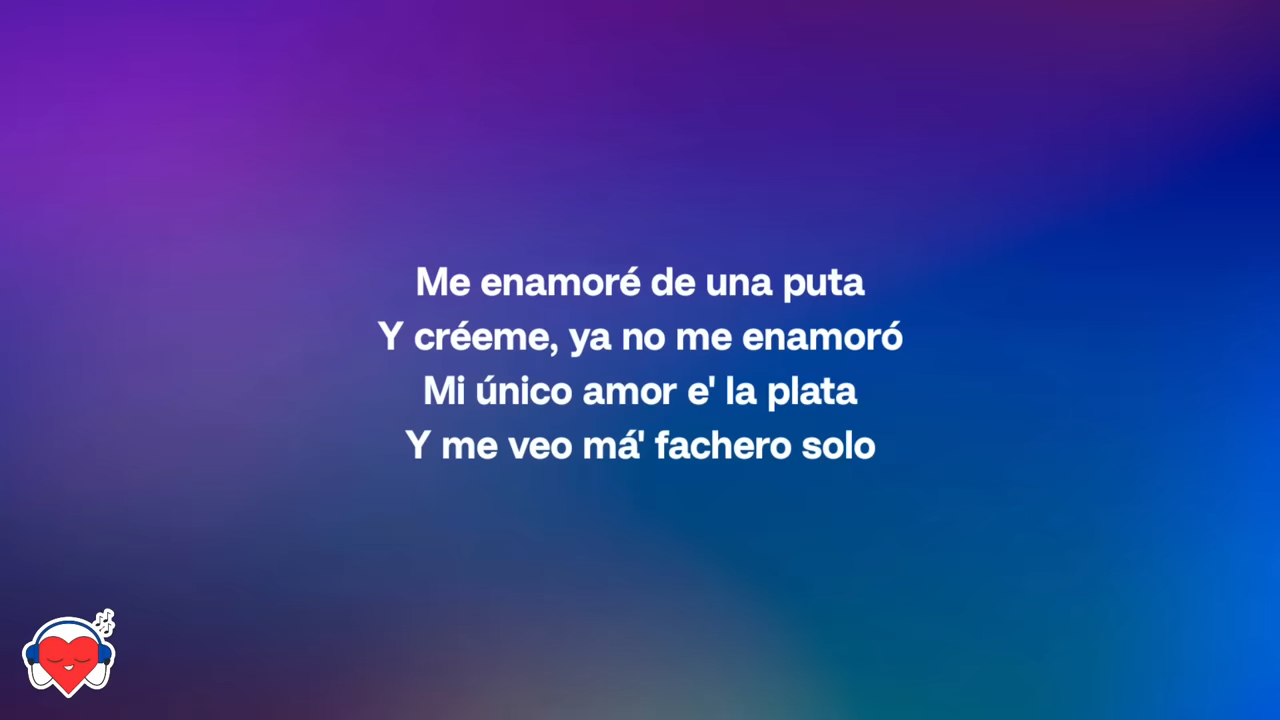 Me enamoré de una puta
Y créeme, ya no me enamoró
Mi único amor e' la plata
Y me veo má' fachero solo